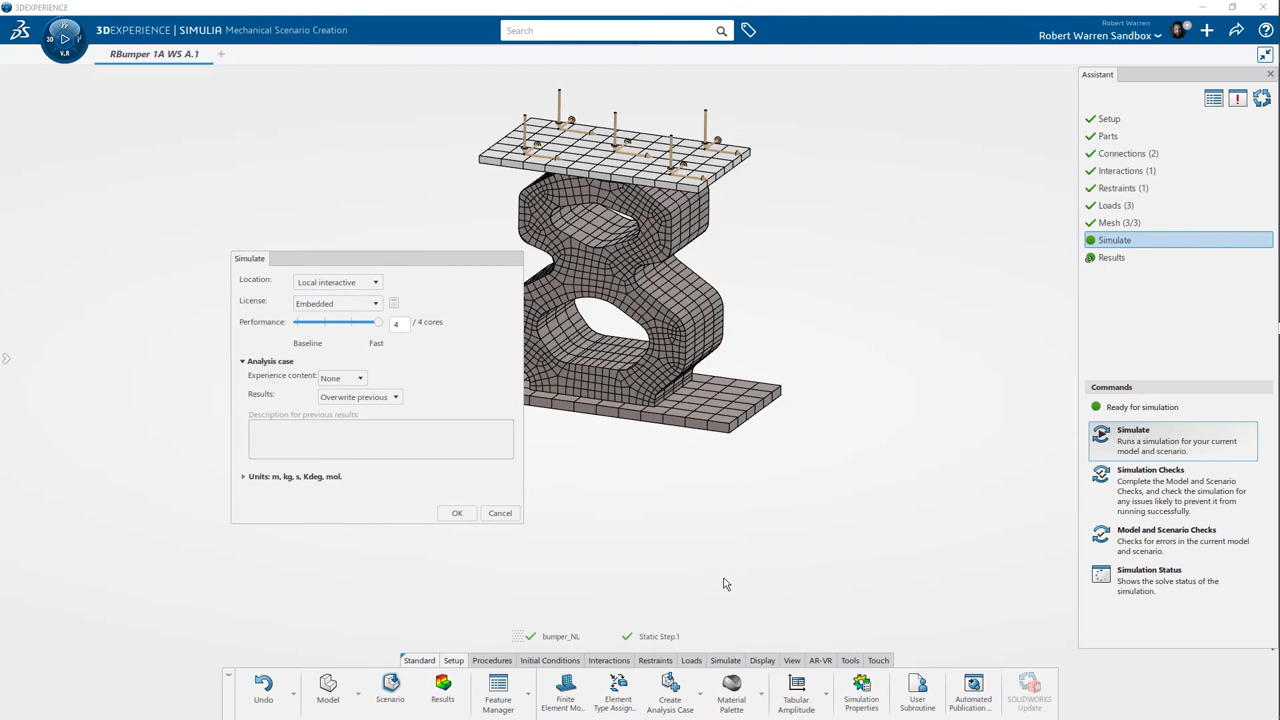 3DEXPERIENCE
3DEXPERIENCE | SIMULIA Mechanical Scenario Creation
Search
Robert Warren
Robert Warren Sandbox
3D
V.R
RBumper 1A WS A.1
Assistant
Setup
Parts
Connections (2)
Interactions (1)
Restraints (1)
Loads (3)
Mesh (3/3)
Simulate
Results
Simulate
Location: Local interactive
License: Embedded
Performance: 4 / 4 cores
Baseline Fast
Analysis case
Experience content: None
Results: Overwrite previous
Description for previous results:
Units: m, kg, s, Kdeg, mol.
OK Cancel
Commands
Ready for simulation
Simulate
Runs a simulation for your current
model and scenario.
Simulation Checks
Complete the Model and Scenario
Checks, and check the simulation for
any issues likely to prevent it from
running successfully.
Model and Scenario Checks
Checks for errors in the current model
and scenario.
Simulation Status
Shows the solve status of the
simulation.
bumper_NL Static Step.1
Standard Setup Procedures Initial Conditions Interactions Restraints Loads Simulate Display View AR-VR Tools Touch
Undo
Model
Scenario
Results
Feature
Manager
Finite
Element Mo...
Element
Type Assign...
Create
Analysis Case
Material
Palette
Tabular
Amplitude
Simulation
Properties
User
Subroutine
Automated
Publication ...
SOLIDWORKS
Update